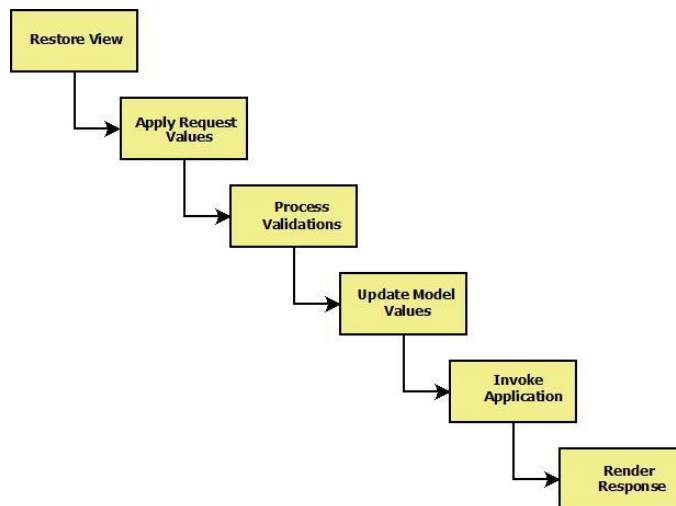 Restore View
Apply Request
Values
Process
Validations
Update Model
Values
Invoke
Application
Render
Response